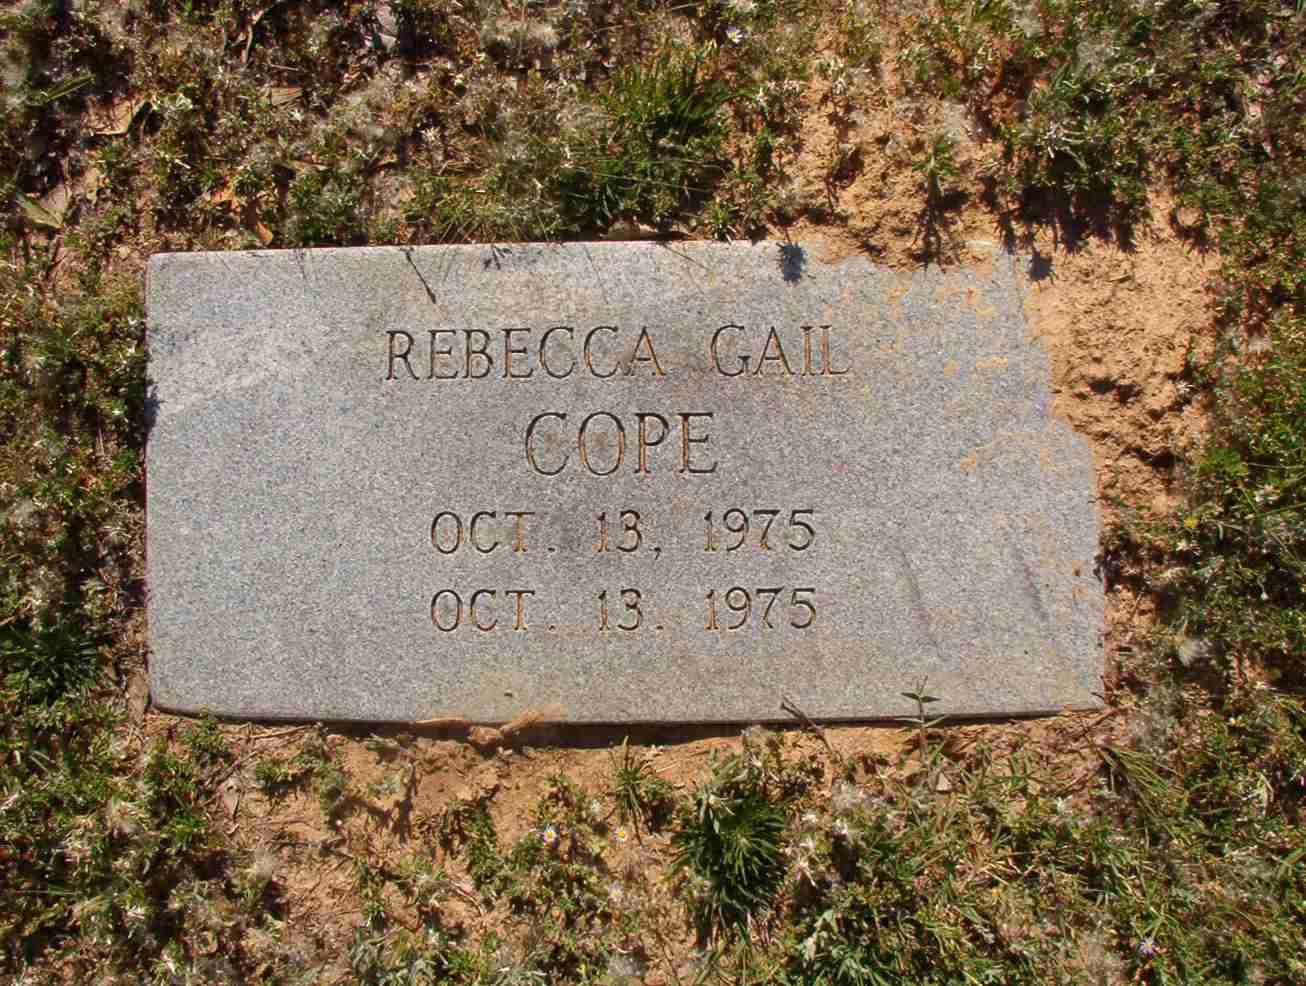 REBECCA GAIL
COPE
OCT. 13, 1975
OCT. 13. 1975